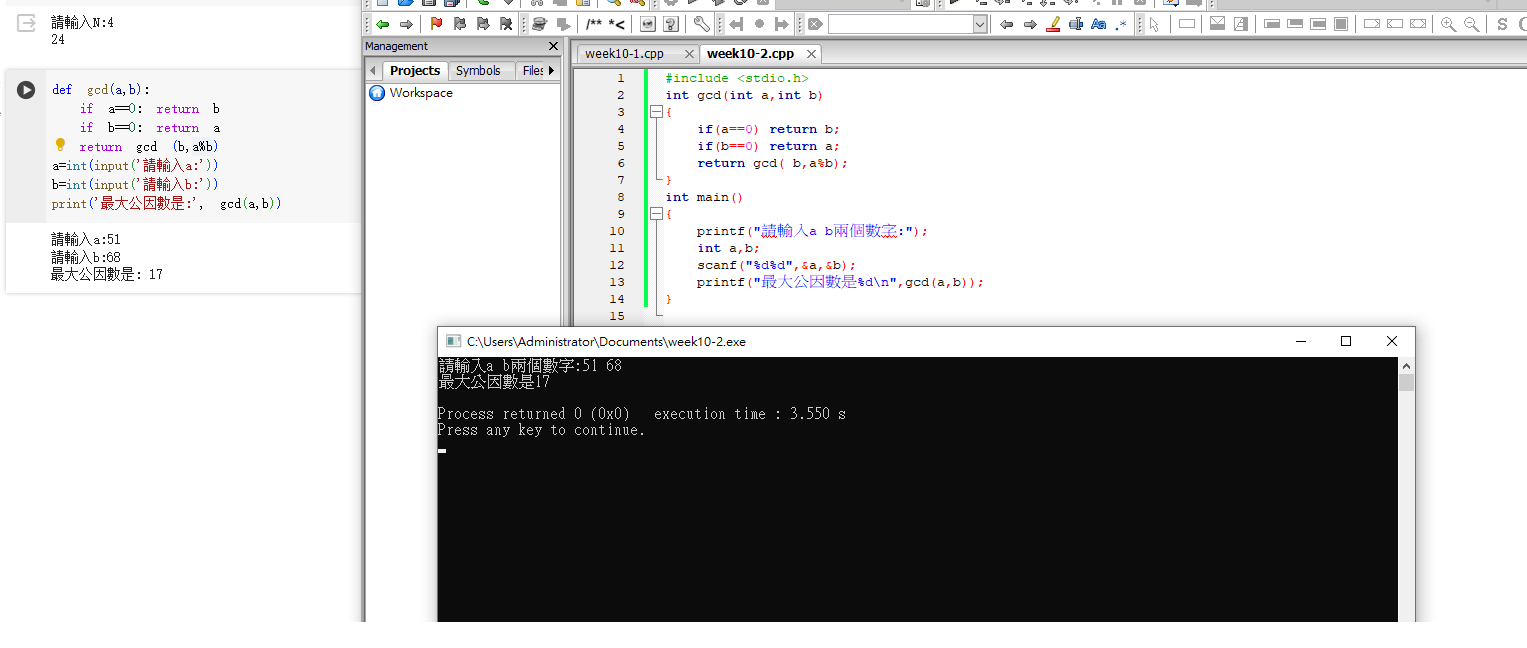 請輸入N:4
24
def gcd(a,b):
if a==0: return b
if b==0: return a
return gcd (b,a%b)
a=int(input('請輸入a:'))
b=int(input('請輸入b:'))
print('最大公因數是:', gcd(a,b))
請輸入a:51
請輸入b:68
最大公因數是: 17
/** *<
Aa .*
S
Management
Projects Symbols Files
Workspace
week10-1.cpp week10-2.cpp
1 #include <stdio.h>
2 int gcd(int a,int b)
3 {
4 if(a==0) return b;
5 if(b==0) return a;
6 return gcd( b,a%b);
7 }
8 int main()
9 {
10 printf("請輸入a b兩個數字:");
11 int a,b;
12 scanf("%d%d",&a,&b);
13 printf("最大公因數是%d\n",gcd(a,b));
14 }
15
C:\Users\Administrator\Documents\week10-2.exe
請輸入a b兩個數字:51 68
最大公因數是17
Process returned 0 (0x0) execution time : 3.550 s
Press any key to continue.